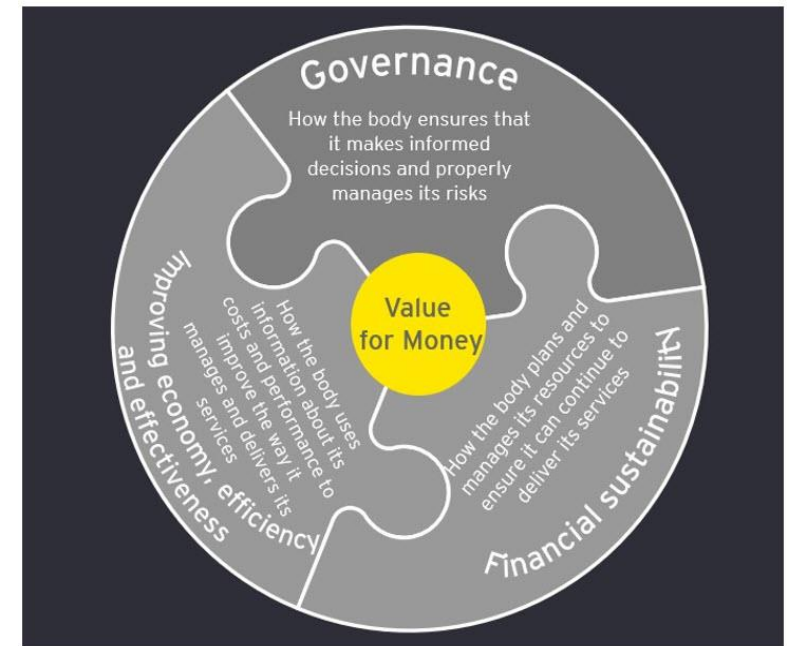 Governance
How the body ensures that
it makes informed
decisions and properly
manages its risks
Value
for Money
Improving economy, efficiency
and effectiveness
How the body uses
information about its
costs and performance to
improve the way it
manages and delivers its
services
How the body plans and
manages its resources to
ensure it can continue to
deliver its services
Financial sustainability